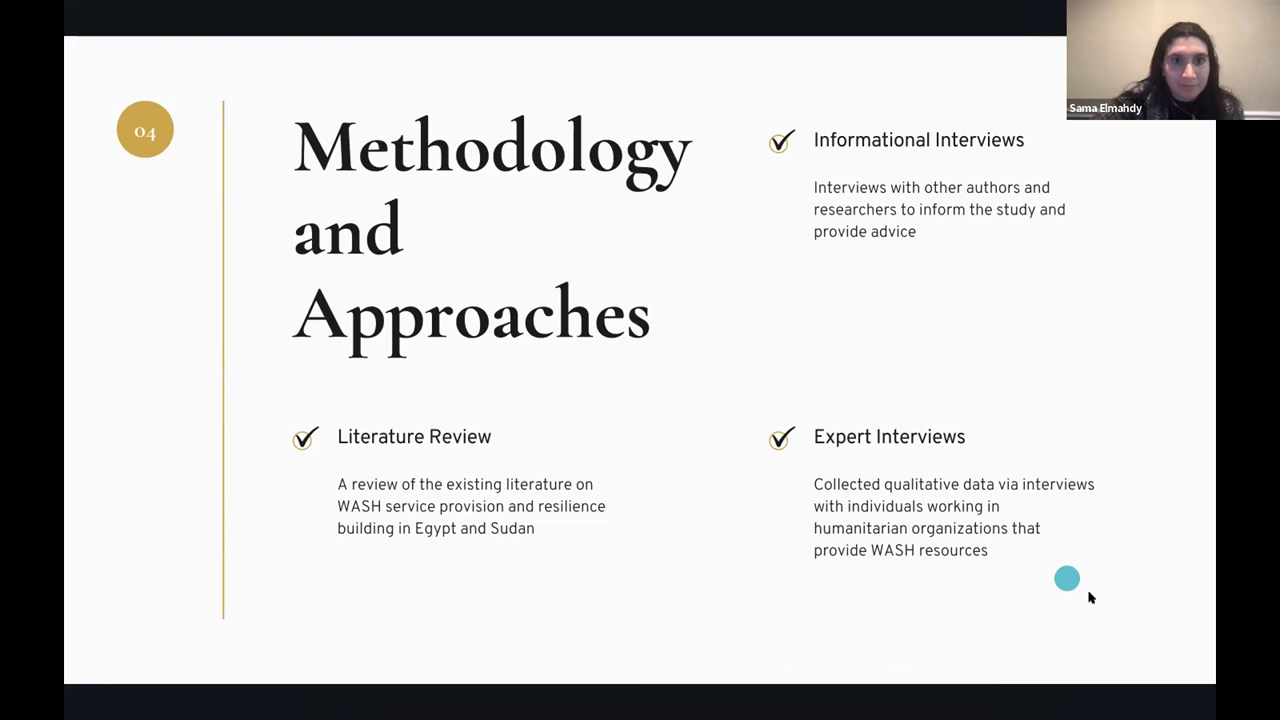 Sama Elmahdy
04
Methodology
and
Approaches
Informational Interviews
Interviews with other authors and
researchers to inform the study and
provide advice
Literature Review
A review of the existing literature on
WASH service provision and resilience
building in Egypt and Sudan
Expert Interviews
Collected qualitative data via interviews
with individuals working in
humanitarian organizations that
provide WASH resources